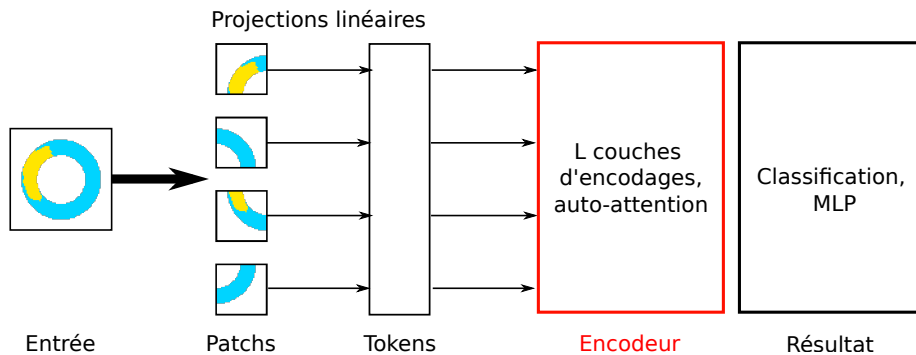 Projections linéaires
L couches
d'encodages,
auto-attention
Classification,
MLP
Entrée
Patchs
Tokens
Encodeur
Résultat